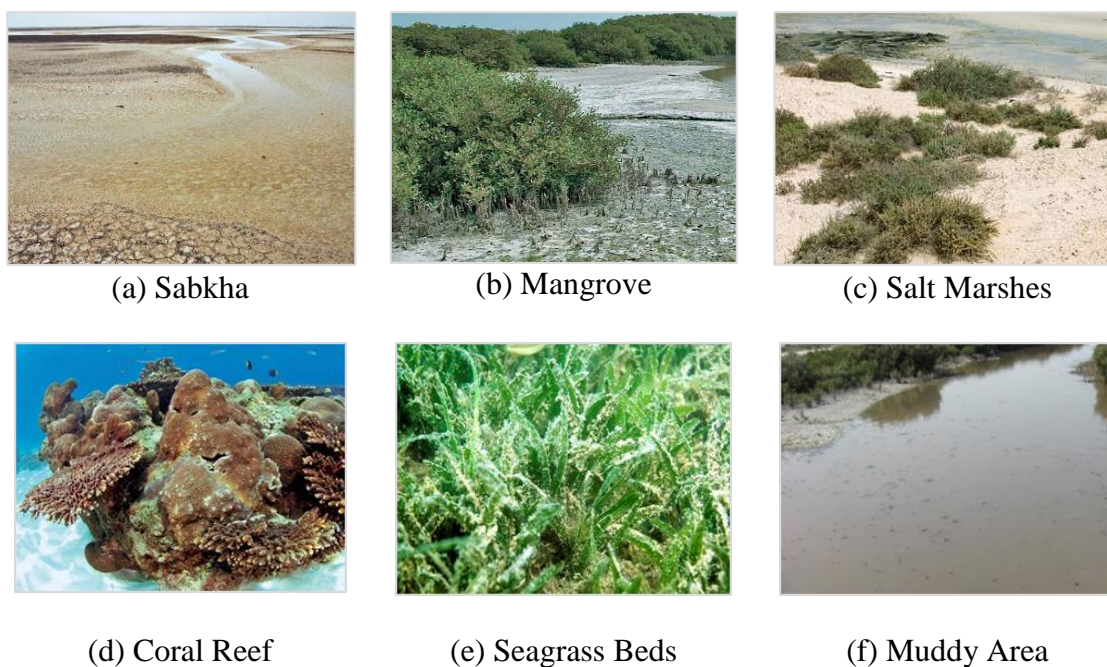 (a) Sabkha
(b) Mangrove
(c) Salt Marshes
(d) Coral Reef
(e) Seagrass Beds
(f) Muddy Area